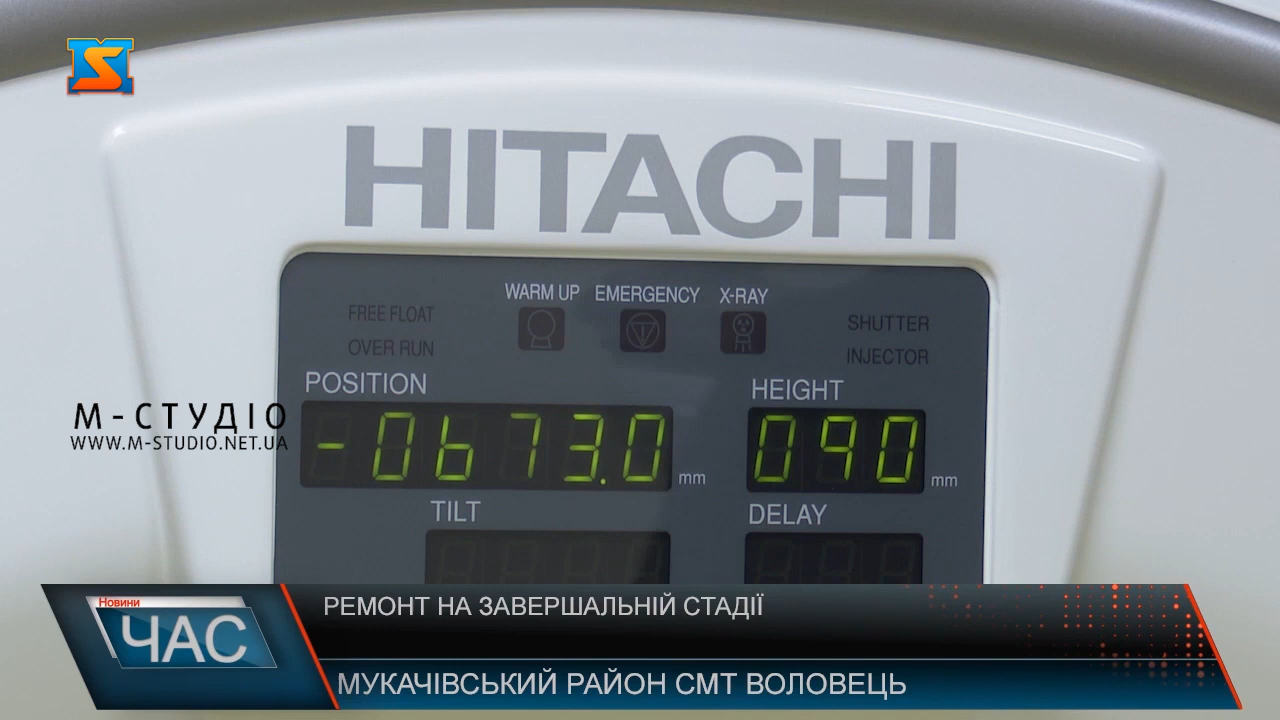 HITACHI
WARM UP EMERGENCY X-RAY
FREE FLOAT
OVER RUN
SHUTTER
INJECTOR
POSITION
HEIGHT
-0673.0 mm
090 mm
TILT
DELAY
М-СТУДІО
WWW.M-STUDIO.NET.UA
Новини
ЧАС
РЕМОНТ НА ЗАВЕРШАЛЬНІЙ СТАДІЇ
МУКАЧІВСЬКИЙ РАЙОН СМТ ВОЛОВЕЦЬ